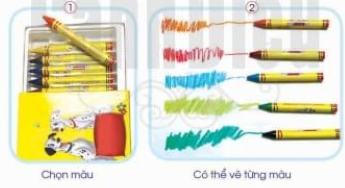 1
2
Chọn màu
Có thể vẽ từng màu